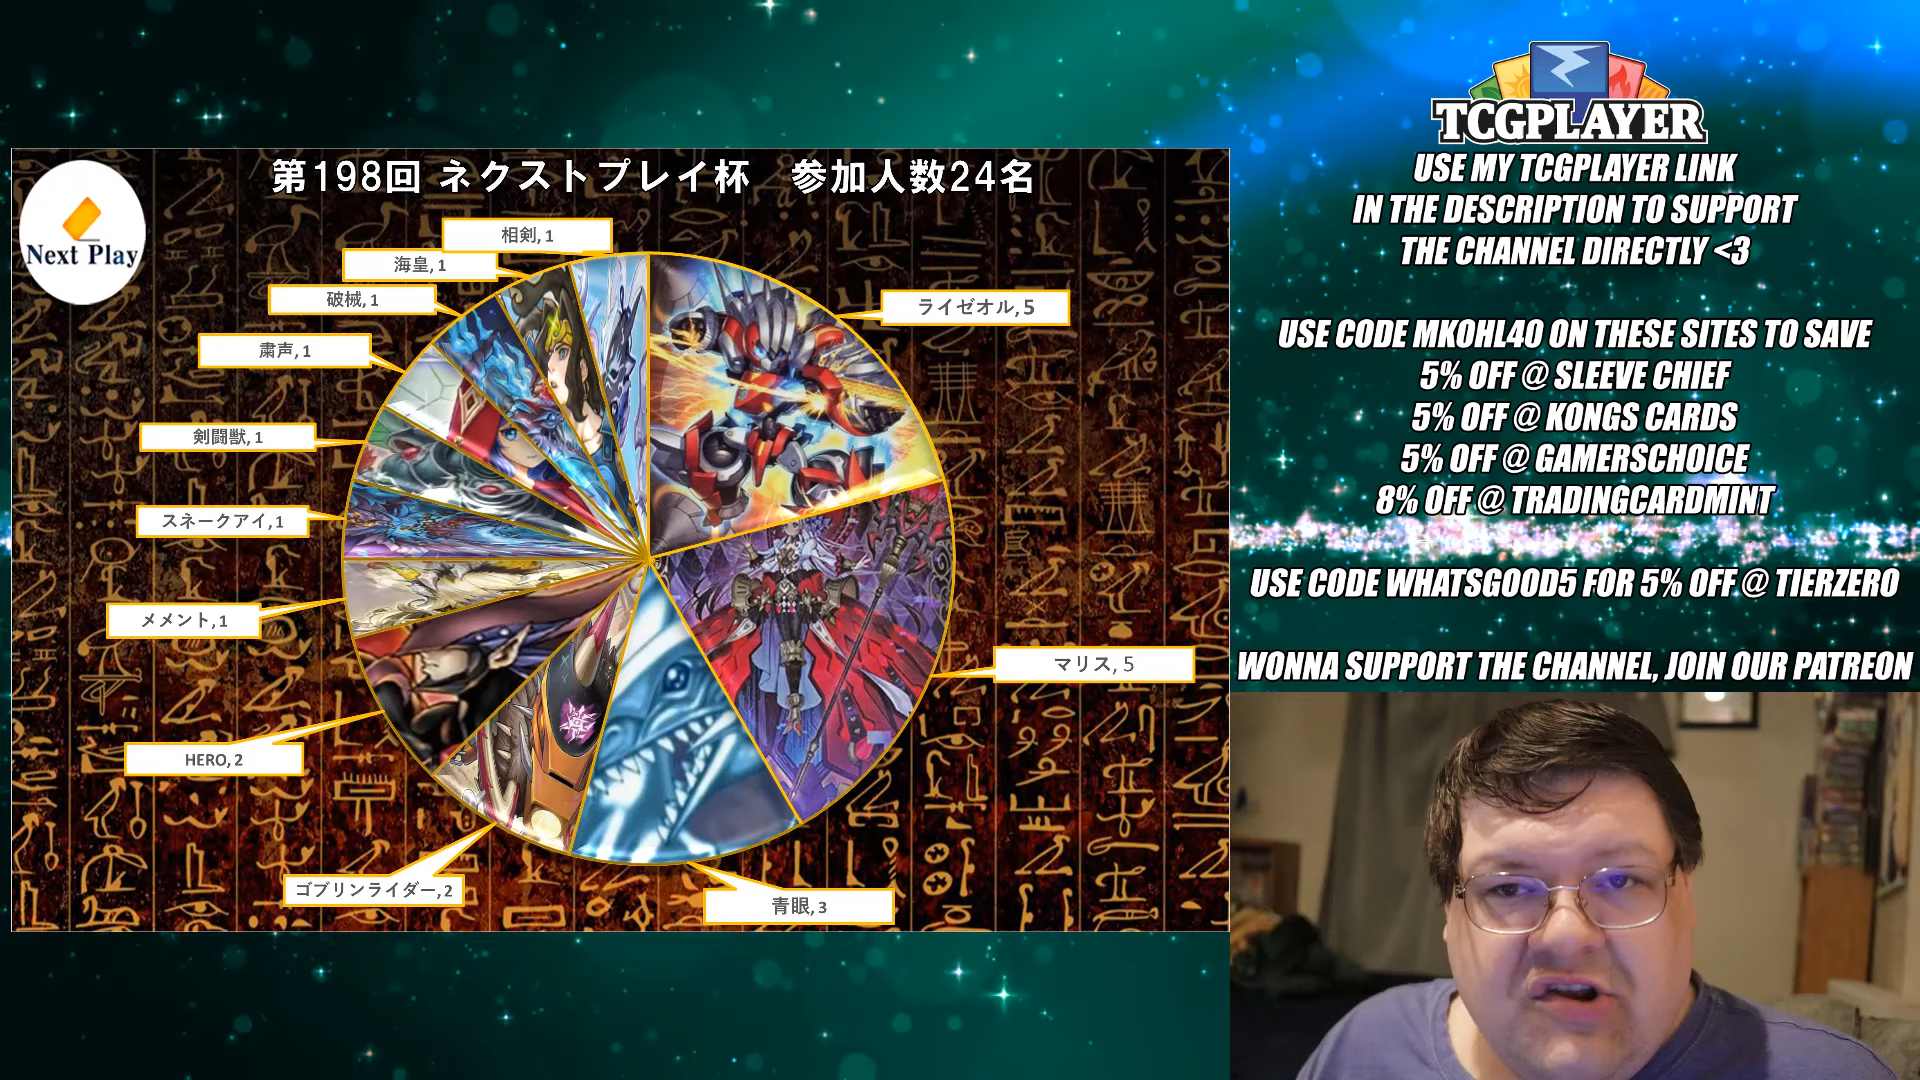 第198回 ネクストプレイ杯　参加人数24名
Next Play
相剣, 1
海皇, 1
破械, 1
粛声, 1
剣闘獣, 1
スネークアイ, 1
メメント, 1
HERO, 2
ゴブリンライダー, 2
青眼, 3
マリス, 5
ライゼオル, 5
TCGPLAYER
USE MY TCGPLAYER LINK
IN THE DESCRIPTION TO SUPPORT
THE CHANNEL DIRECTLY <3
USE CODE MKOHL40 ON THESE SITES TO SAVE
5% OFF @ SLEEVE CHIEF
5% OFF @ KONGS CARDS
5% OFF @ GAMERSCHOICE
8% OFF @ TRADINGCARDMINT
USE CODE WHATSGOOD5 FOR 5% OFF @ TIERZERO
WONNA SUPPORT THE CHANNEL, JOIN OUR PATREON